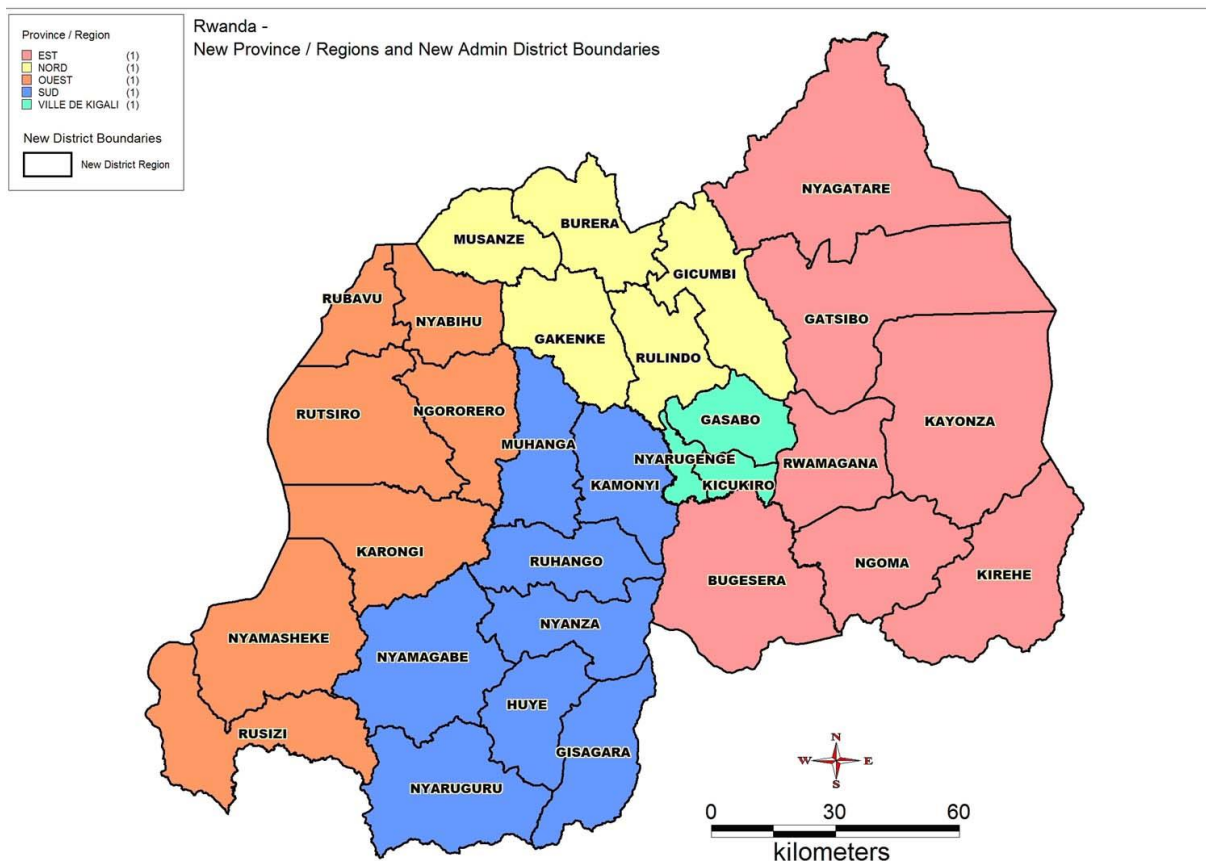 Province / Region
EST (1)
NORD (1)
OUEST (1)
SUD (1)
VILLE DE KIGALI (1)
New District Boundaries
New District Region
Rwanda -
New Province / Regions and New Admin District Boundaries
NYAGATARE
BURERA
MUSANZE
GICUMBI
RUBAVU
NYABIHU
GATSIBO
GAKENKE
RULINDO
RUTSIRO
NGORORERO
GASABO
KAYONZA
MUHANGA
NYARUGENGE
RWAMAGANA
KAMONYI
KICUKIRO
KARONGI
RUHANGO
BUGESERA
NGOMA
KIREHE
NYAMASHEKE
NYANZA
NYAMAGABE
HUYE
RUSIZI
GISAGARA
NYARUGURU
N
W E
S
0 30 60
kilometers